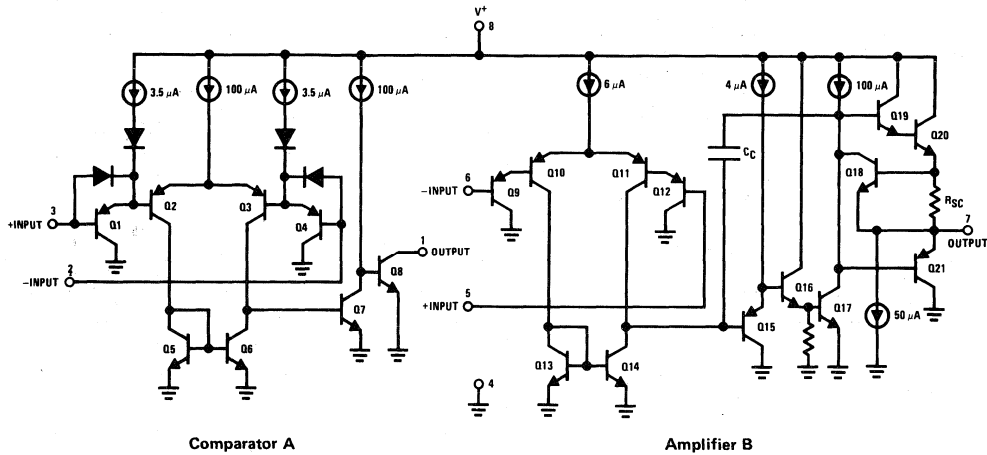 V+
8
3.5 µA
100 µA
3.5 µA
100 µA
6 µA
4 µA
100 µA
Q19
Q20
CC
Q18
RSC
Q2
Q3
Q10
Q11
6
-INPUT
Q9
Q12
3
+INPUT
Q1
Q4
7
OUTPUT
1
OUTPUT
Q8
2
-INPUT
Q21
5
+INPUT
Q16
Q7
Q15
Q17
50 µA
Q5
Q6
Q13
Q14
4
Comparator A
Amplifier B